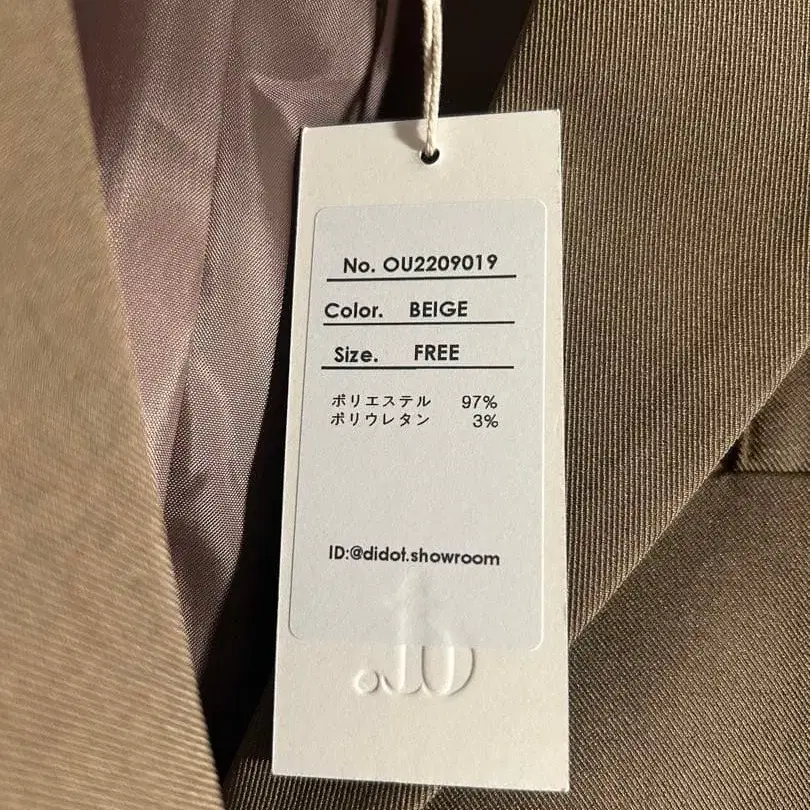 No. OU2209019
Color. BEIGE
Size. FREE
ポリエステル 97%
ポリウレタン 3%
ID:@didot.showroom